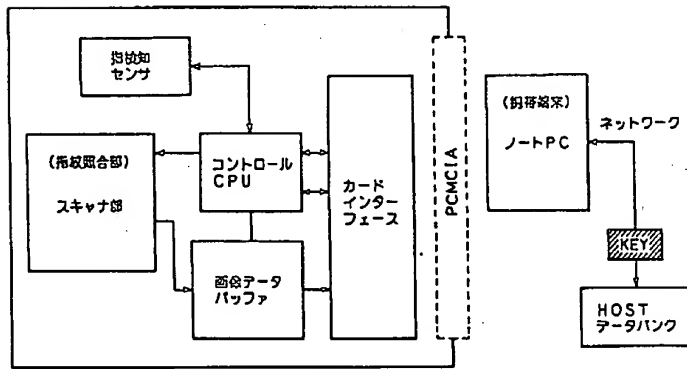 指検知
センサ
(指紋照合部)
スキャナ部
コントロール
CPU
画像データ
バッファ
カード
インター
フェース
PCMCIA
(携帯端末)
ノートPC
ネットワーク
KEY
HOST
データバンク